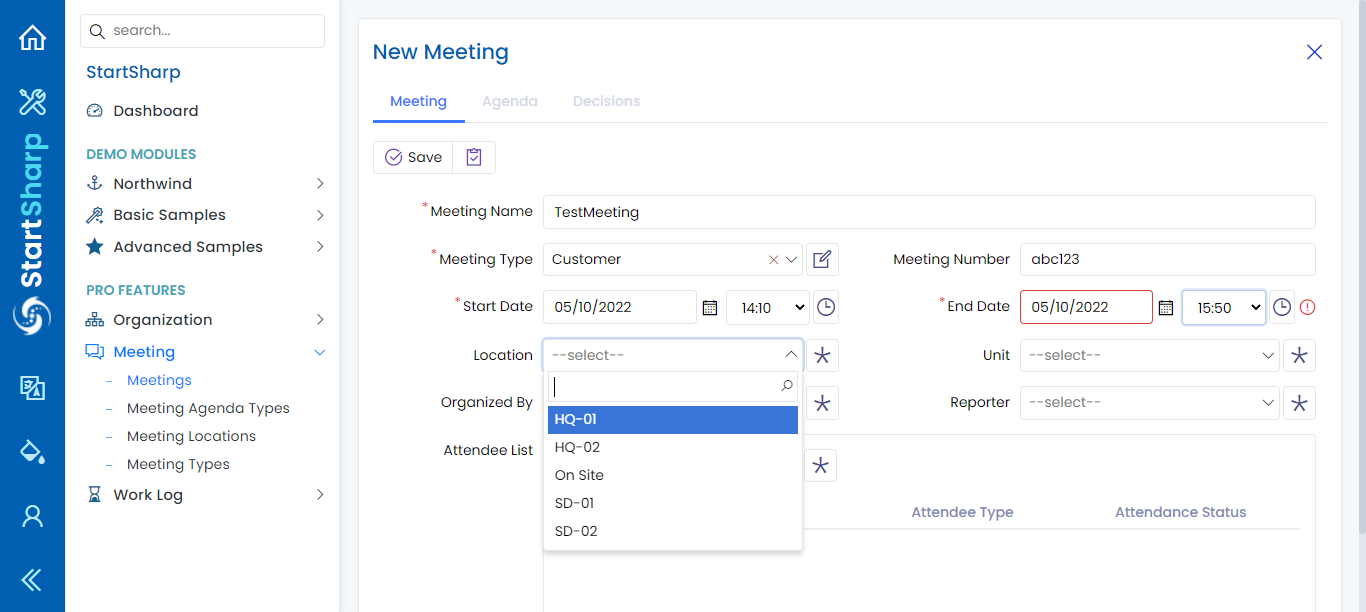 search...
StartSharp
StartSharp
Dashboard
DEMO MODULES
Northwind
Basic Samples
Advanced Samples
PRO FEATURES
Organization
Meeting
Meetings
Meeting Agenda Types
Meeting Locations
Meeting Types
Work Log
New Meeting
Meeting Agenda Decisions
Save
*Meeting Name TestMeeting
*Meeting Type Customer Meeting Number abc123
*Start Date 05/10/2022 14:10 *End Date 05/10/2022 15:50
Location --select-- Unit --select--
Organized By Reporter --select--
Attendee List
HQ-01
HQ-02
On Site
SD-01
SD-02
Attendee Type Attendance Status